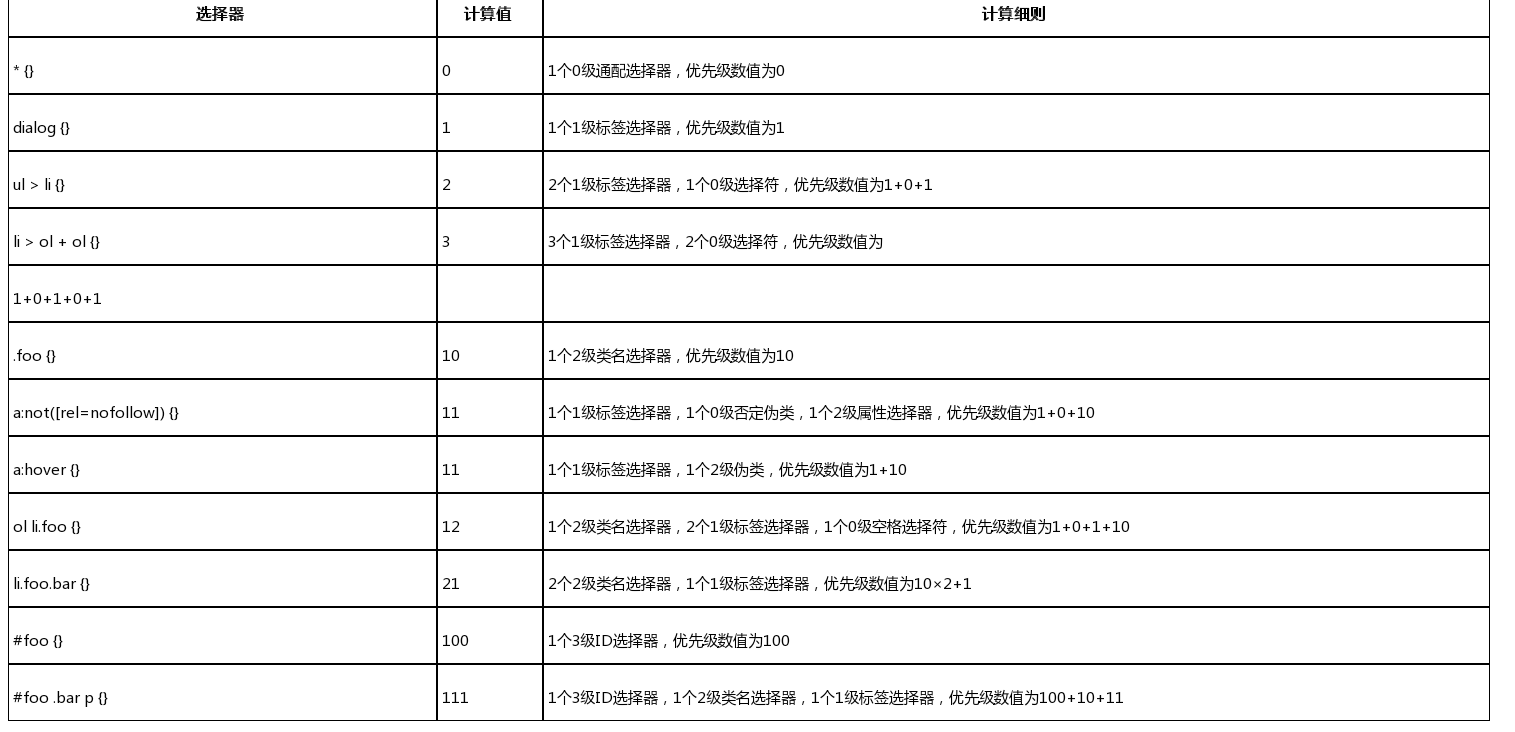 选择器 计算值 计算细则
* {} 0 1个0级通配选择器，优先级数值为0
dialog {} 1 1个1级标签选择器，优先级数值为1
ul > li {} 2 2个1级标签选择器，1个0级选择符，优先级数值为1+0+1
li > ol + ol {} 3 3个1级标签选择器，2个0级选择符，优先级数值为
1+0+1+0+1
.foo {} 10 1个2级类名选择器，优先级数值为10
a:not([rel=nofollow]) {} 11 1个1级标签选择器，1个0级否定伪类，1个2级属性选择器，优先级数值为1+0+10
a:hover {} 11 1个1级标签选择器，1个2级伪类，优先级数值为1+10
ol li.foo {} 12 1个2级类名选择器，2个1级标签选择器，1个0级空格选择符，优先级数值为1+0+1+10
li.foo.bar {} 21 2个2级类名选择器，1个1级标签选择器，优先级数值为10×2+1
#foo {} 100 1个3级ID选择器，优先级数值为100
#foo .bar p {} 111 1个3级ID选择器，1个2级类名选择器，1个1级标签选择器，优先级数值为100+10+11